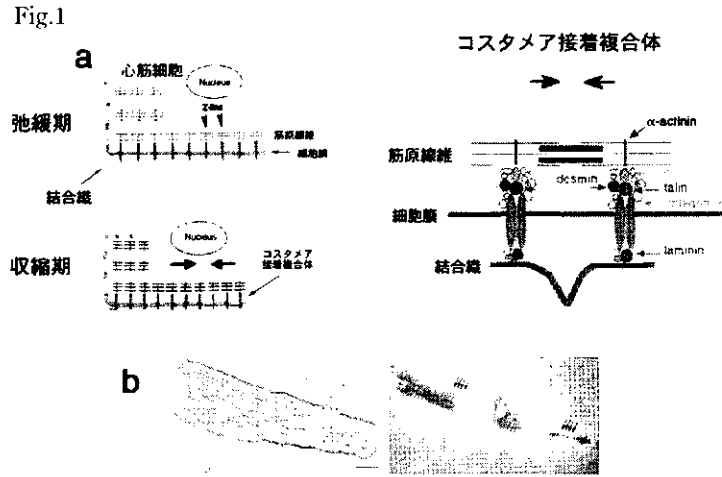 Fig.1
a
心筋細胞
Nucleus
Z-line
弛緩期
筋原線維
細胞膜
結合織
Nucleus
収縮期
コスタメア
接着複合体
コスタメア接着複合体
α-actinin
筋原線維
desmin
talin
細胞膜
laminin
結合織
b